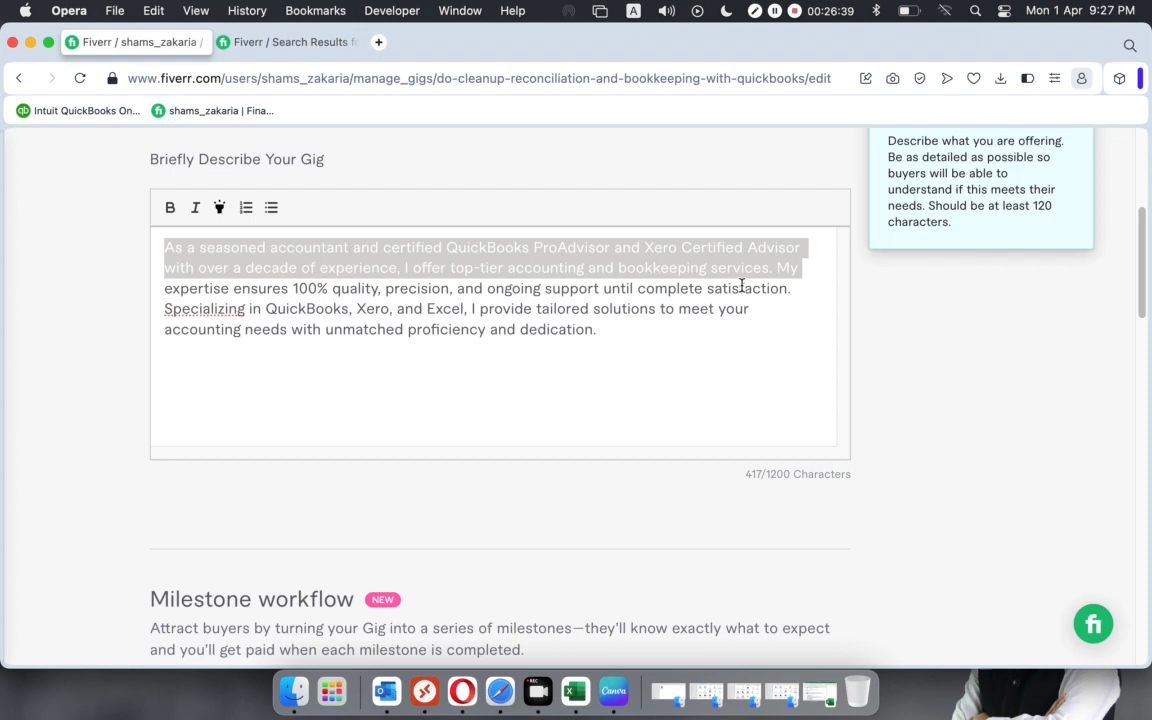 Opera File Edit View History Bookmarks Developer Window Help A 00:26:39 Mon 1 Apr 9:27 PM
Fiverr / shams_zakaria / Fiverr / Search Results fo
www.fiverr.com/users/shams_zakaria/manage_gigs/do-cleanup-reconciliation-and-bookkeeping-with-quickbooks/edit
qb Intuit QuickBooks On... fi shams_zakaria | Fina...
Briefly Describe Your Gig
B I
As a seasoned accountant and certified QuickBooks ProAdvisor and Xero Certified Advisor
with over a decade of experience, I offer top-tier accounting and bookkeeping services. My
expertise ensures 100% quality, precision, and ongoing support until complete satisfaction.
Specializing in QuickBooks, Xero, and Excel, I provide tailored solutions to meet your
accounting needs with unmatched proficiency and dedication.
417/1200 Characters
Describe what you are offering.
Be as detailed as possible so
buyers will be able to
understand if this meets their
needs. Should be at least 120
characters.
Milestone workflow NEW
Attract buyers by turning your Gig into a series of milestones—they'll know exactly what to expect
and you'll get paid when each milestone is completed.
fi
REC
Canva